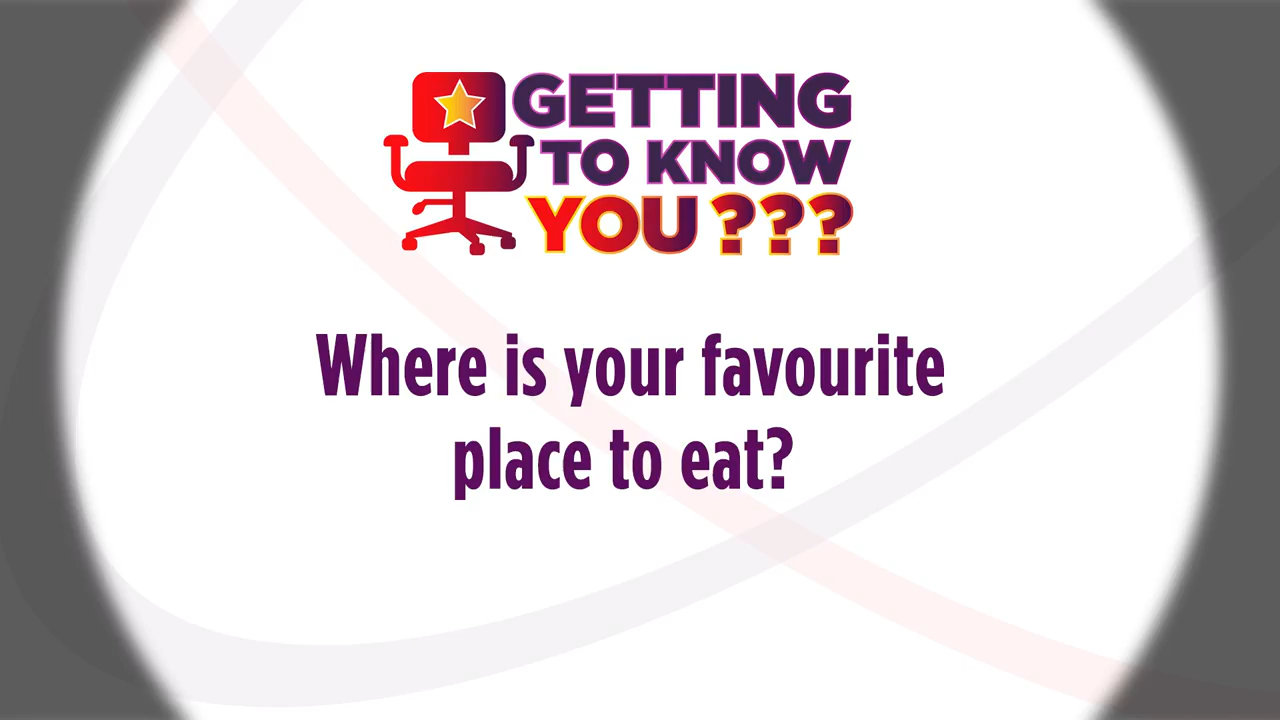 GETTING
TO KNOW
YOU ???
Where is your favourite
place to eat?